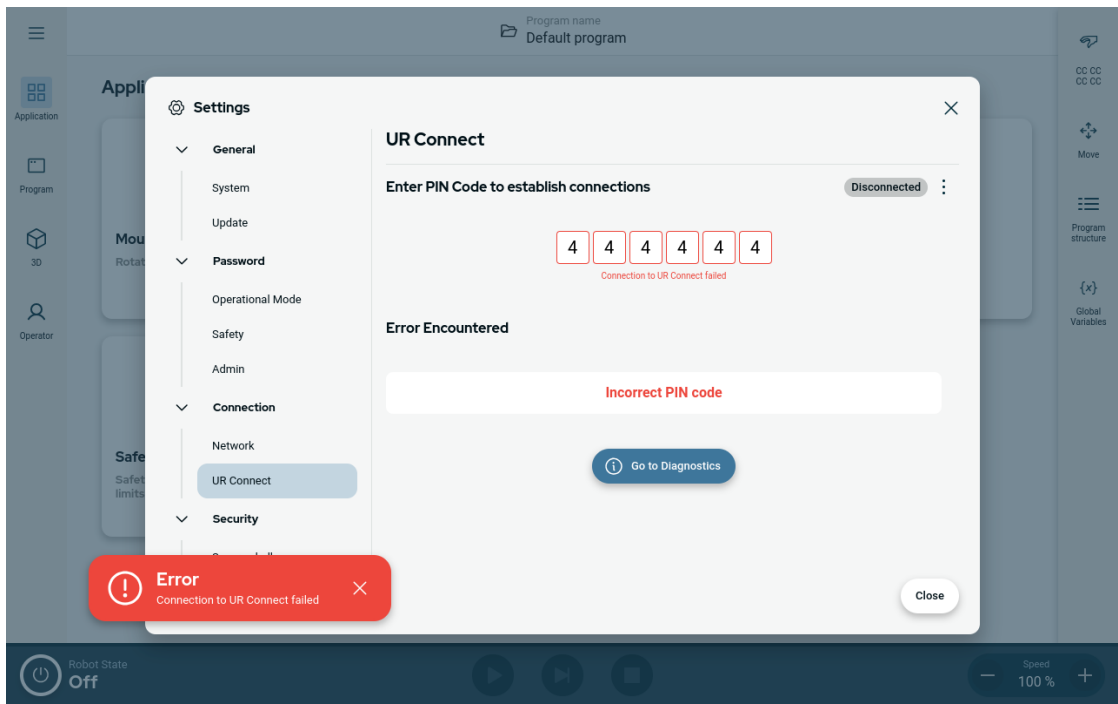 Program name
Default program
Application
Program
3D
Operator
Appli
Mou
Rotat
Safe
Safet
limits
Settings
General
System
Update
Password
Operational Mode
Safety
Admin
Connection
Network
UR Connect
Security
UR Connect
Enter PIN Code to establish connections
Disconnected
4 4 4 4 4 4
Connection to UR Connect failed
Error Encountered
Incorrect PIN code
Go to Diagnostics
Close
Error
Connection to UR Connect failed
CC CC
CC CC
Move
Program
structure
{x}
Global
Variables
Robot State
Off
Speed
100 %